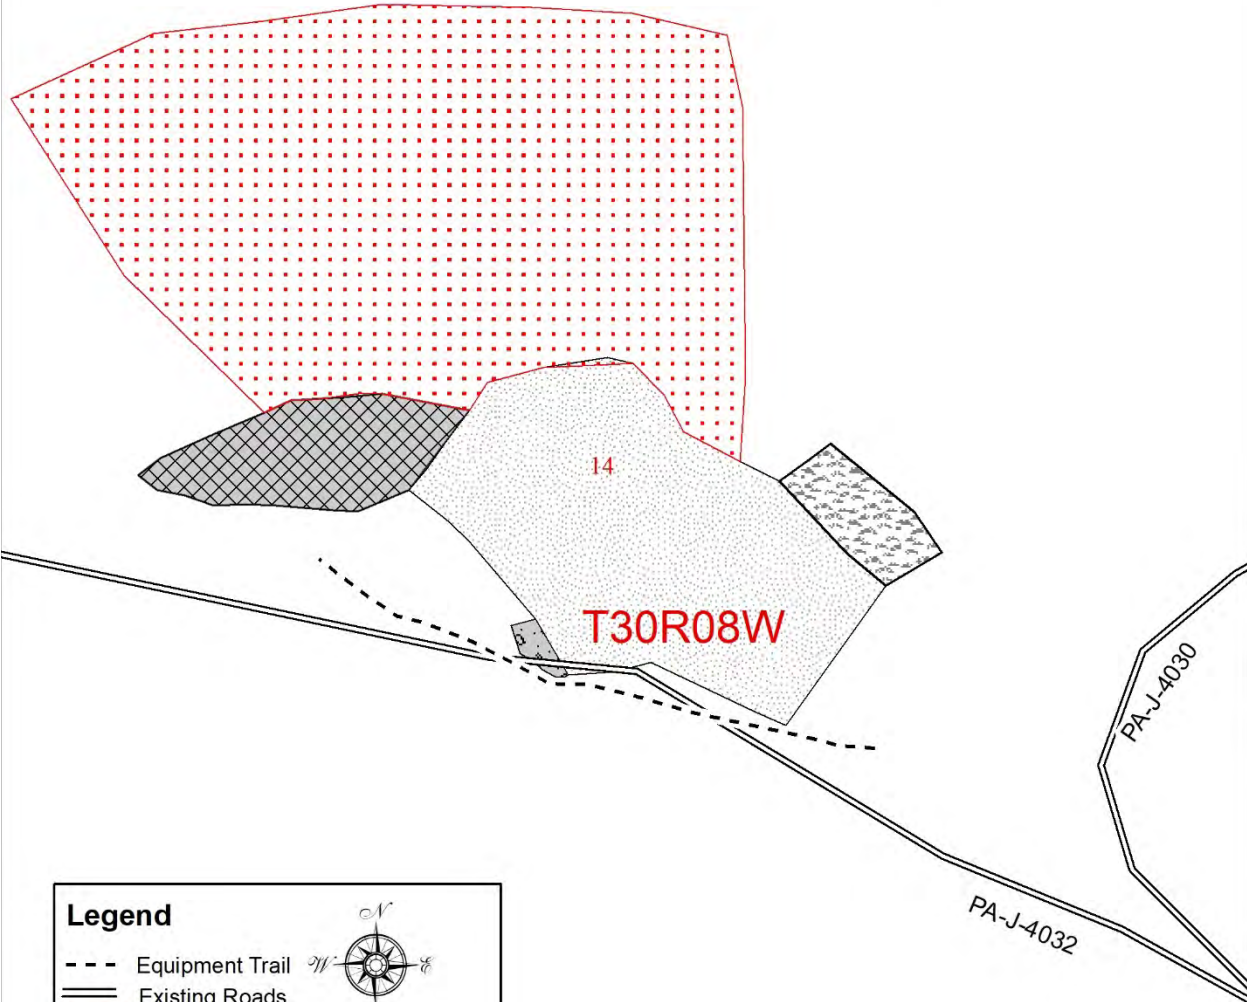 14
T30R08W
PA-J-4030
PA-J-4032
Legend
N
Equipment Trail
W
E
Existing Roads